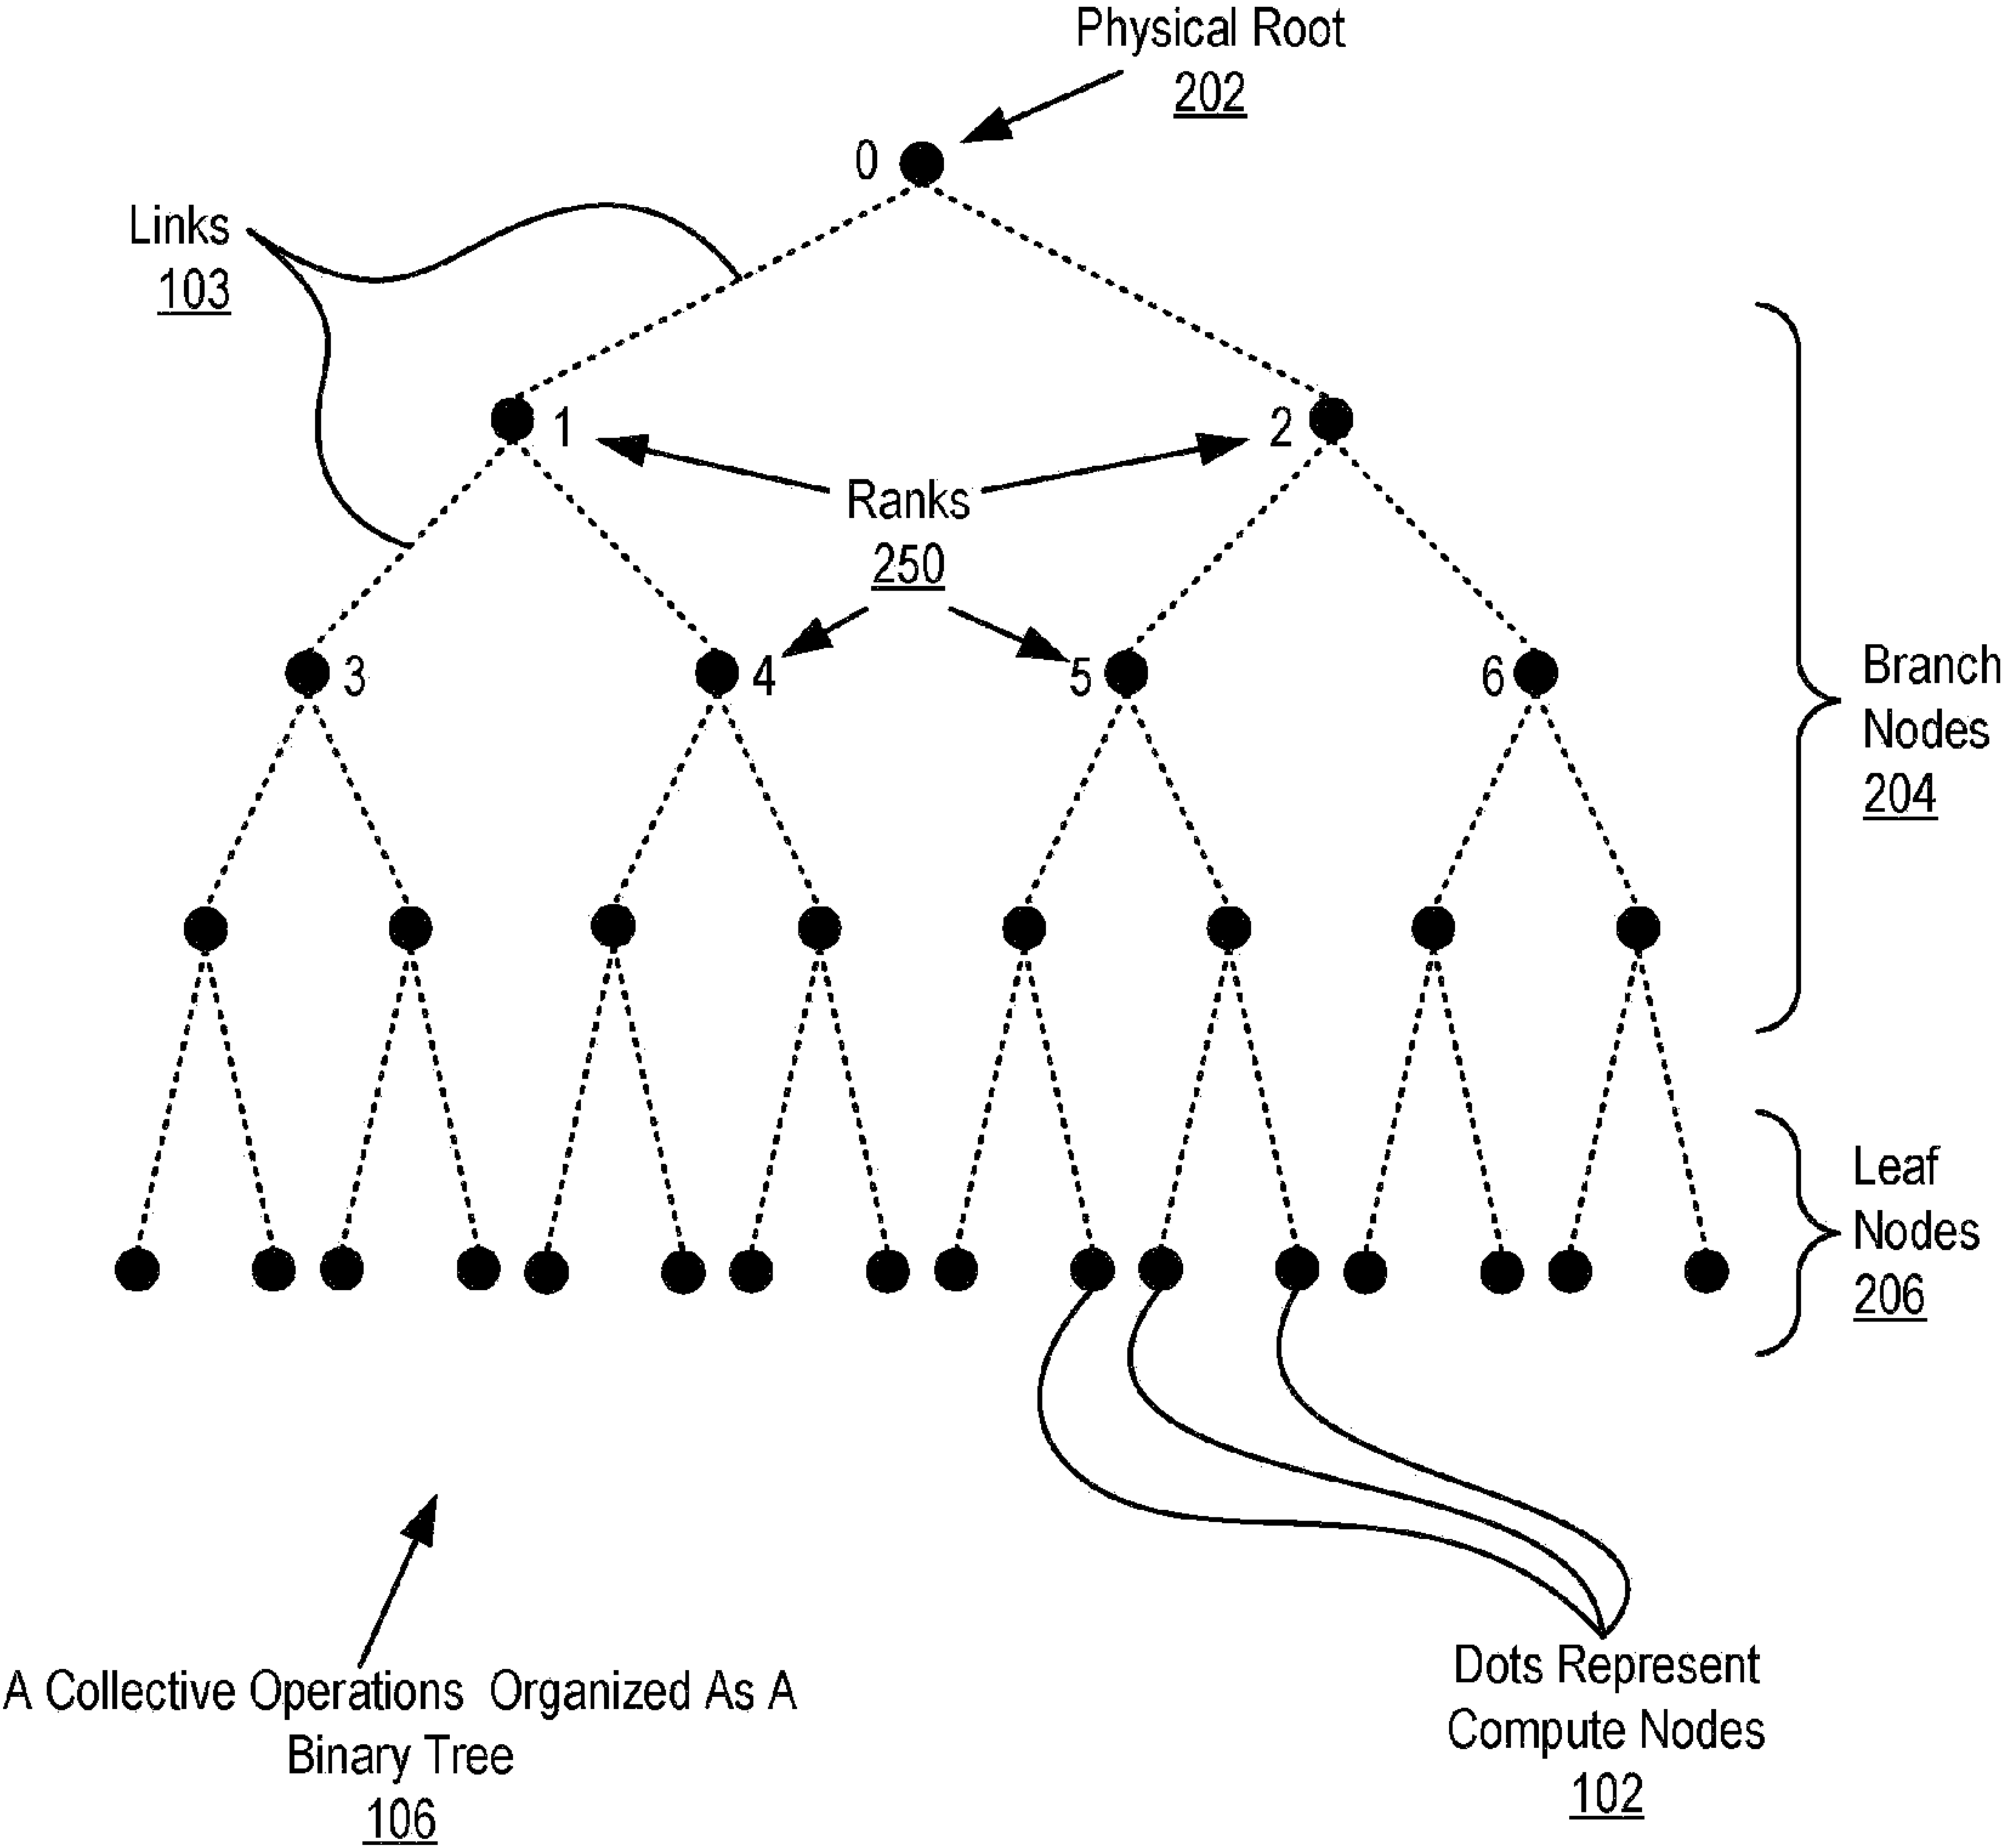 Physical Root
202
0
Links
103
1
2
Ranks
250
3
4
5
6
Branch
Nodes
204
Leaf
Nodes
206
A Collective Operations Organized As A
Binary Tree
106
Dots Represent
Compute Nodes
102